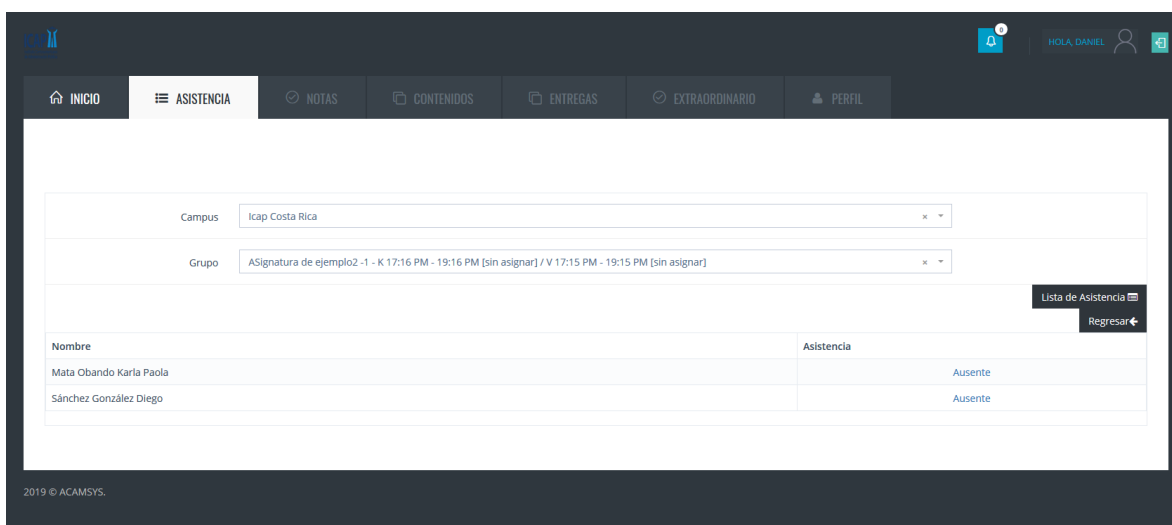 0
HOLA, DANIEL
INICIO
ASISTENCIA
NOTAS
CONTENIDOS
ENTREGAS
EXTRAORDINARIO
PERFIL
Campus
Icap Costa Rica
×
Grupo
ASignatura de ejemplo2 -1 - K 17:16 PM - 19:16 PM [sin asignar] / V 17:15 PM - 19:15 PM [sin asignar]
×
Lista de Asistencia
Regresar
Nombre Asistencia
Mata Obando Karla Paola Ausente
Sánchez González Diego Ausente
2019 © ACAMSYS.